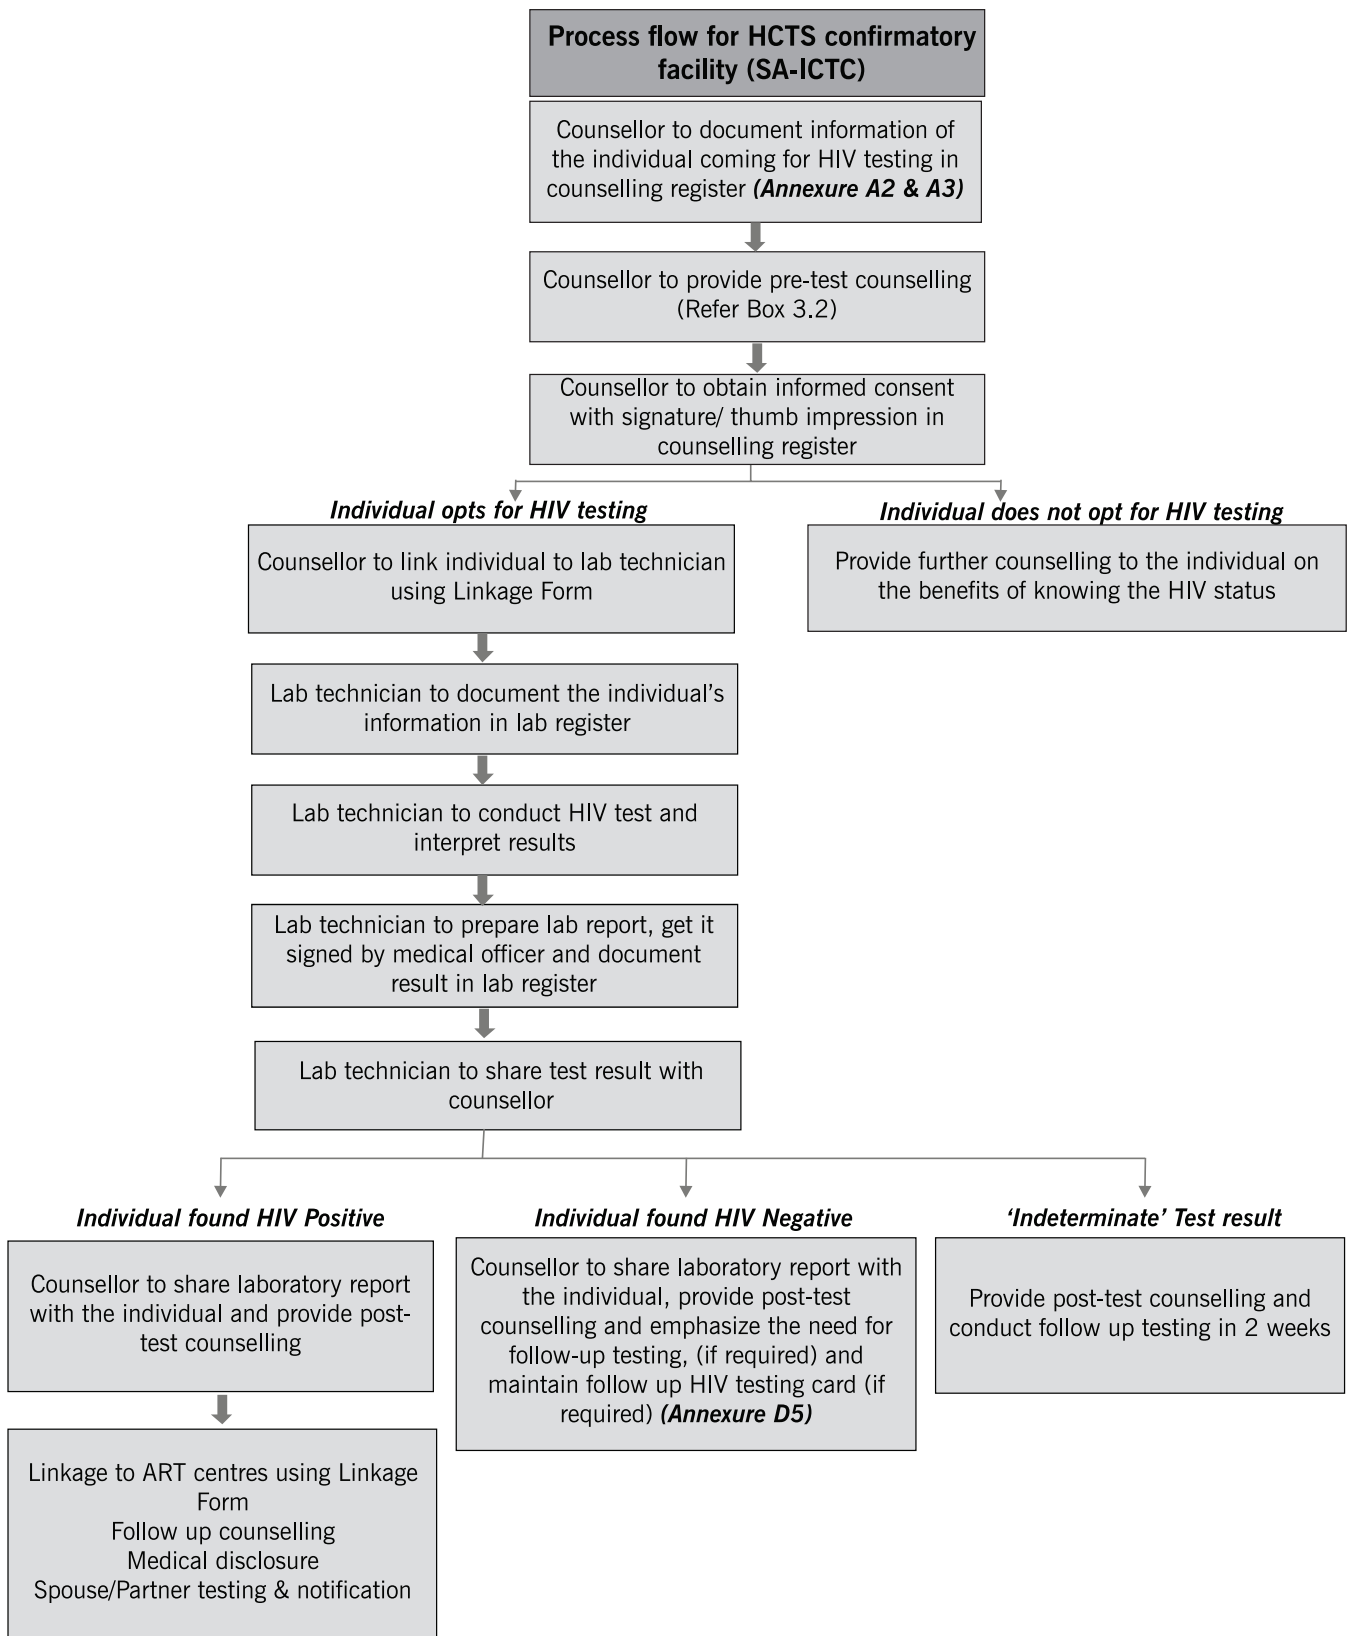 Process flow for HCTS confirmatory
facility (SA-ICTC)
Counsellor to document information of
the individual coming for HIV testing in
counselling register (Annexure A2 & A3)
Counsellor to provide pre-test counselling
(Refer Box 3.2)
Counsellor to obtain informed consent
with signature/ thumb impression in
counselling register
Individual opts for HIV testing
Counsellor to link individual to lab technician
using Linkage Form
Individual does not opt for HIV testing
Provide further counselling to the individual on
the benefits of knowing the HIV status
Lab technician to document the individual’s
information in lab register
Lab technician to conduct HIV test and
interpret results
Lab technician to prepare lab report, get it
signed by medical officer and document
result in lab register
Lab technician to share test result with
counsellor
Individual found HIV Positive
Counsellor to share laboratory report
with the individual and provide post-
test counselling
Linkage to ART centres using Linkage
Form
Follow up counselling
Medical disclosure
Spouse/Partner testing & notification
Individual found HIV Negative
Counsellor to share laboratory report with
the individual, provide post-test
counselling and emphasize the need for
follow-up testing, (if required) and
maintain follow up HIV testing card (if
required) (Annexure D5)
‘Indeterminate’ Test result
Provide post-test counselling and
conduct follow up testing in 2 weeks